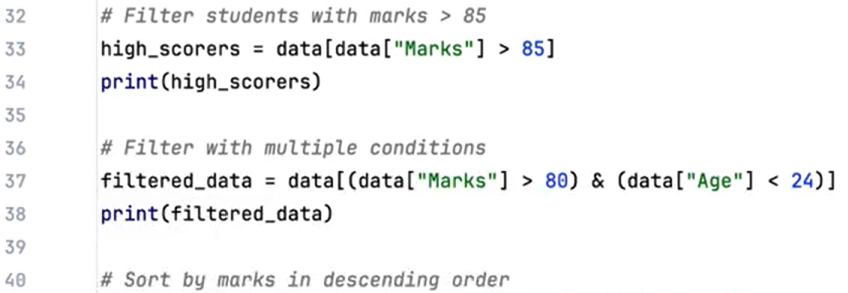 32 # Filter students with marks > 85
33 high_scorers = data[data["Marks"] > 85]
34 print(high_scorers)
35
36 # Filter with multiple conditions
37 filtered_data = data[(data["Marks"] > 80) & (data["Age"] < 24)]
38 print(filtered_data)
39
40 # Sort by marks in descending order